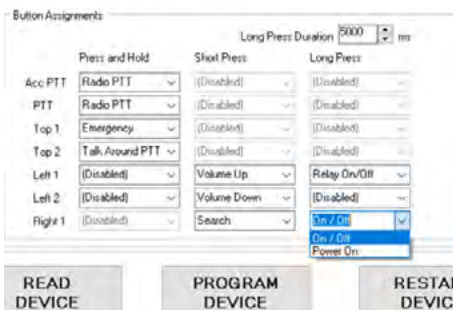 Button Assignments
Long Press Duration 5000 ms
Press and Hold Short Press Long Press
Acc PTT Radio PTT (Disabled) (Disabled)
PTT Radio PTT (Disabled) (Disabled)
Top 1 Emergency (Disabled) (Disabled)
Top 2 Talk Around PTT (Disabled) (Disabled)
Left 1 (Disabled) Volume Up Relay On/Off
Left 2 (Disabled) Volume Down (Disabled)
Right 1 (Disabled) Search On / Off
On / Off
Power On
READ PROGRAM RESTA
DEVICE DEVICE DEVIC